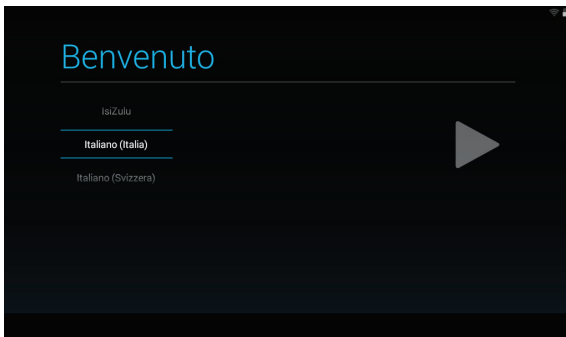 Benvenuto
IsiZulu
Italiano (Italia)
Italiano (Svizzera)